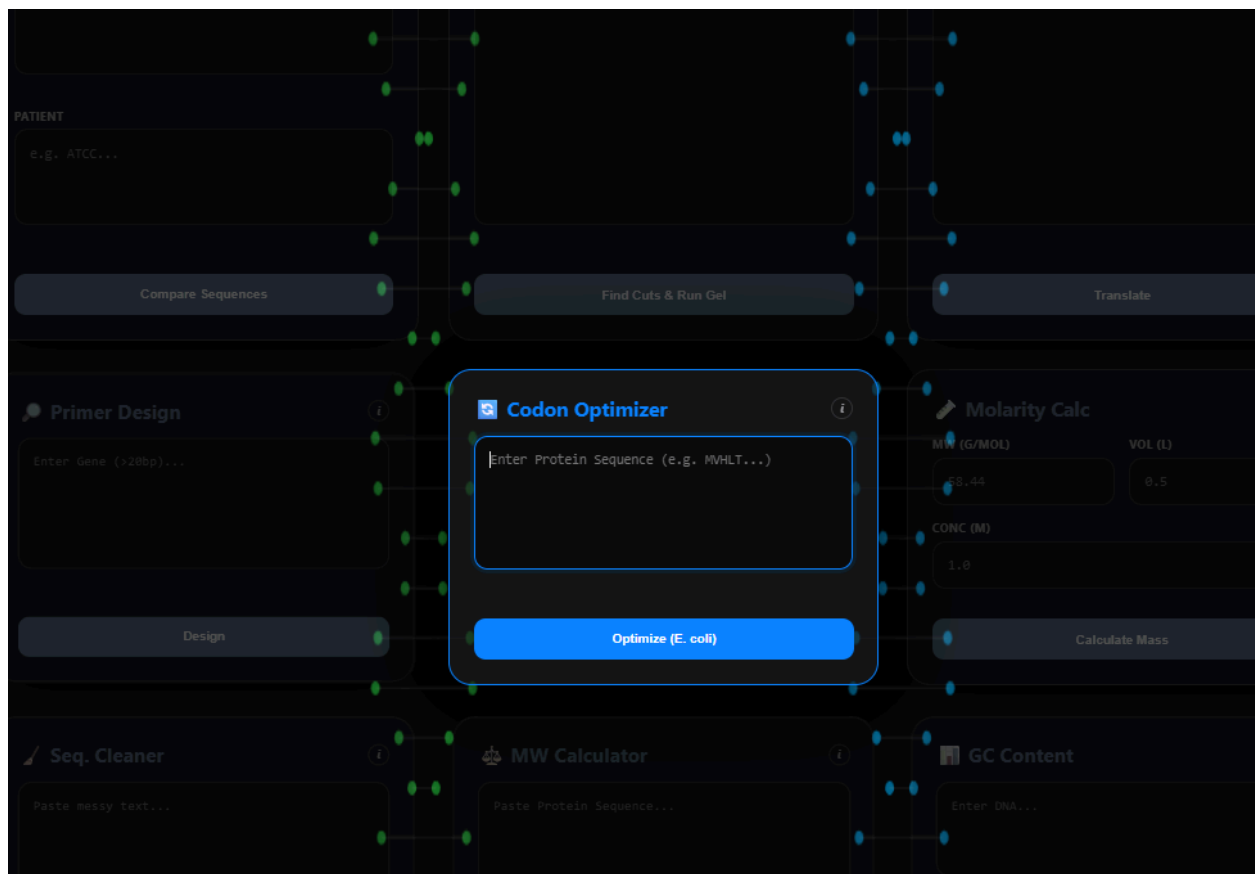 PATIENT
e.g. ATCC...
Compare Sequences
Find Cuts & Run Gel
Translate
Primer Design
i
Enter Gene (>20bp)...
Design
Codon Optimizer
i
Enter Protein Sequence (e.g. MVHLT...)
Optimize (E. coli)
Molarity Calc
MW (G/MOL)
VOL (L)
58.44
0.5
CONC (M)
1.0
Calculate Mass
Seq. Cleaner
i
Paste messy text...
MW Calculator
i
Paste Protein Sequence...
GC Content
Enter DNA...